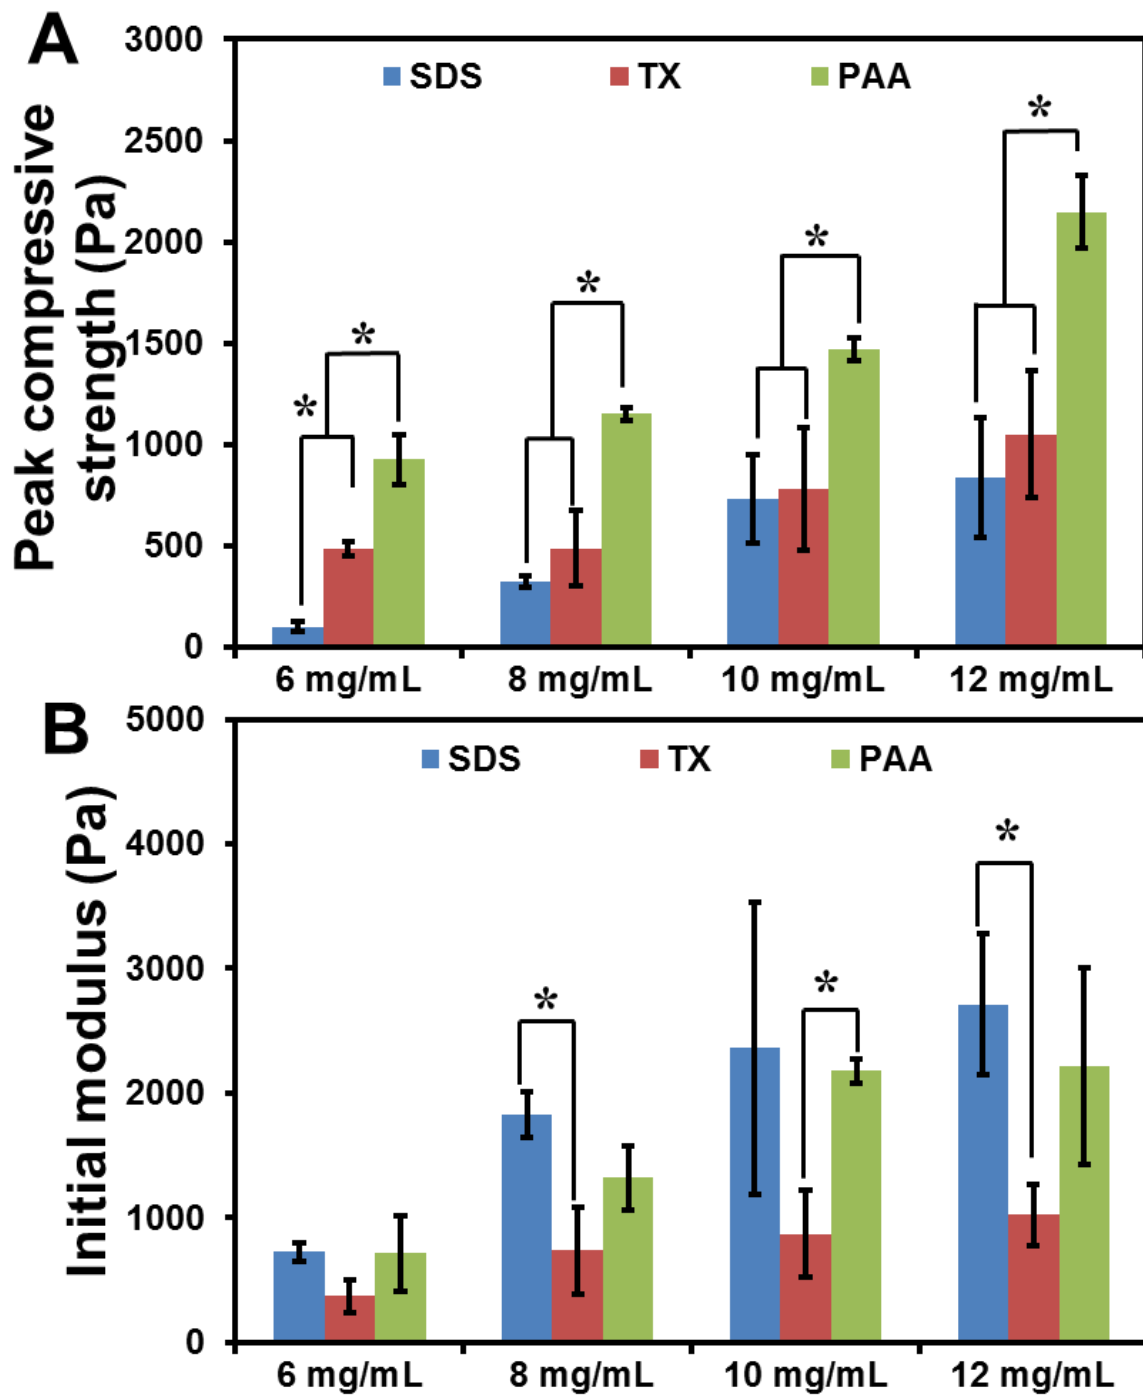 A
Peak compressive
strength (Pa)
3000
2500
2000
1500
1000
500
0
SDS TX PAA
*
*
*
*
*
6 mg/mL 8 mg/mL 10 mg/mL 12 mg/mL
B
Initial modulus (Pa)
5000
4000
3000
2000
1000
0
SDS TX PAA
*
*
*
6 mg/mL 8 mg/mL 10 mg/mL 12 mg/mL